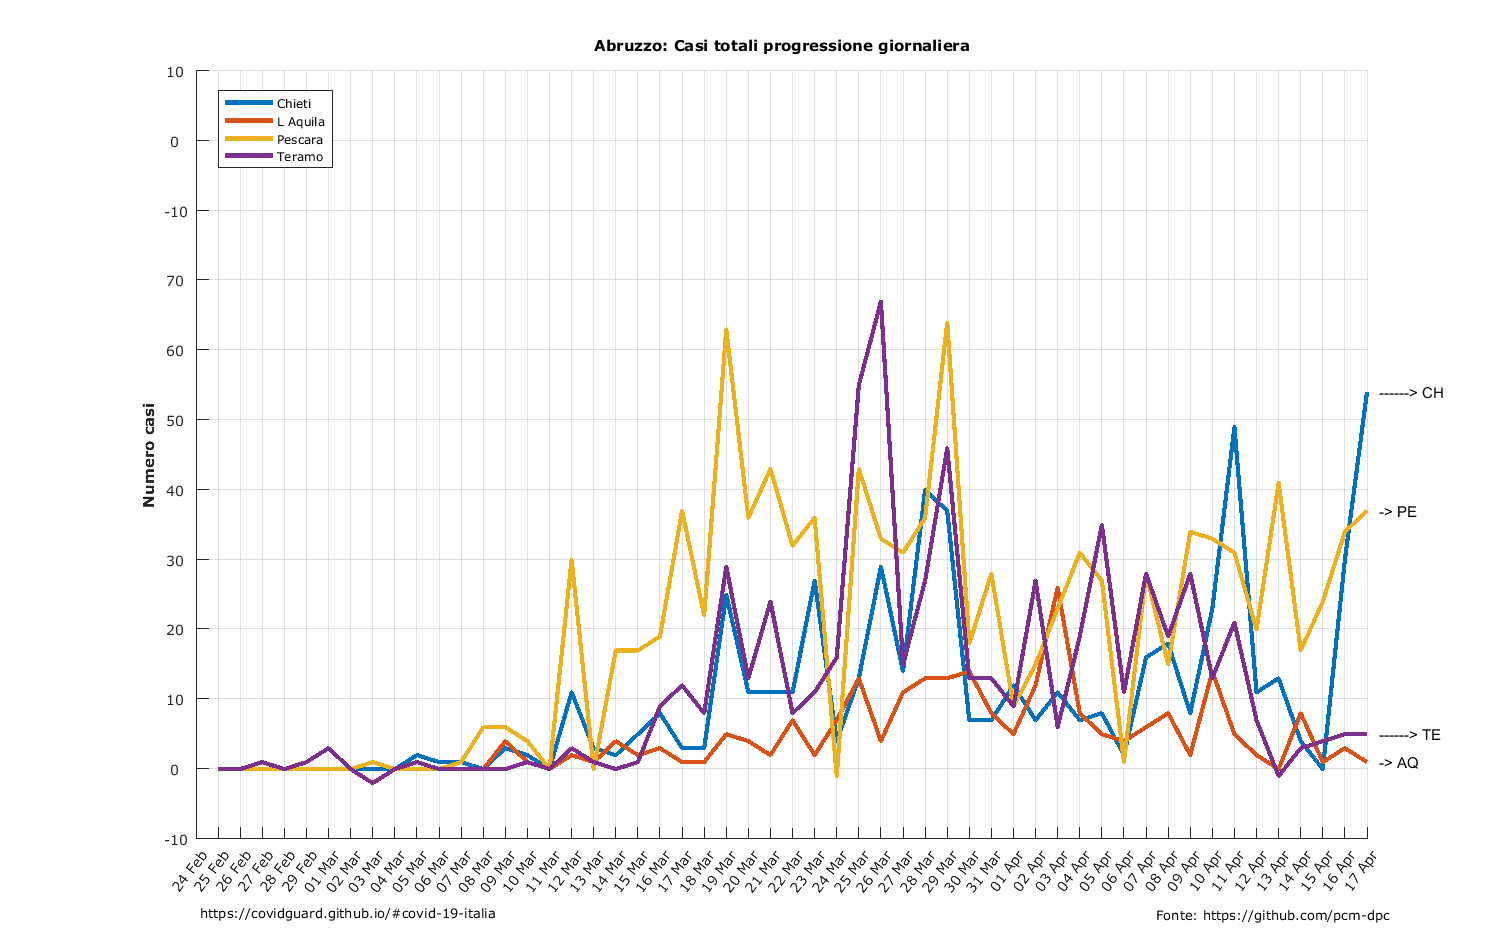 Abruzzo: Casi totali progressione giornaliera
10
0
-10
70
60
50
40
30
20
10
0
-10
Numero casi
Chieti
L Aquila
Pescara
Teramo
------> CH
-> PE
------> TE
-> AQ
24 Feb
25 Feb
26 Feb
27 Feb
28 Feb
29 Feb
01 Mar
02 Mar
03 Mar
04 Mar
05 Mar
06 Mar
07 Mar
08 Mar
09 Mar
10 Mar
11 Mar
12 Mar
13 Mar
14 Mar
15 Mar
16 Mar
17 Mar
18 Mar
19 Mar
20 Mar
21 Mar
22 Mar
23 Mar
24 Mar
25 Mar
26 Mar
27 Mar
28 Mar
29 Mar
30 Mar
31 Mar
01 Apr
02 Apr
03 Apr
04 Apr
05 Apr
06 Apr
07 Apr
08 Apr
09 Apr
10 Apr
11 Apr
12 Apr
13 Apr
14 Apr
15 Apr
16 Apr
17 Apr
https://covidguard.github.io/#covid-19-italia
Fonte: https://github.com/pcm-dpc